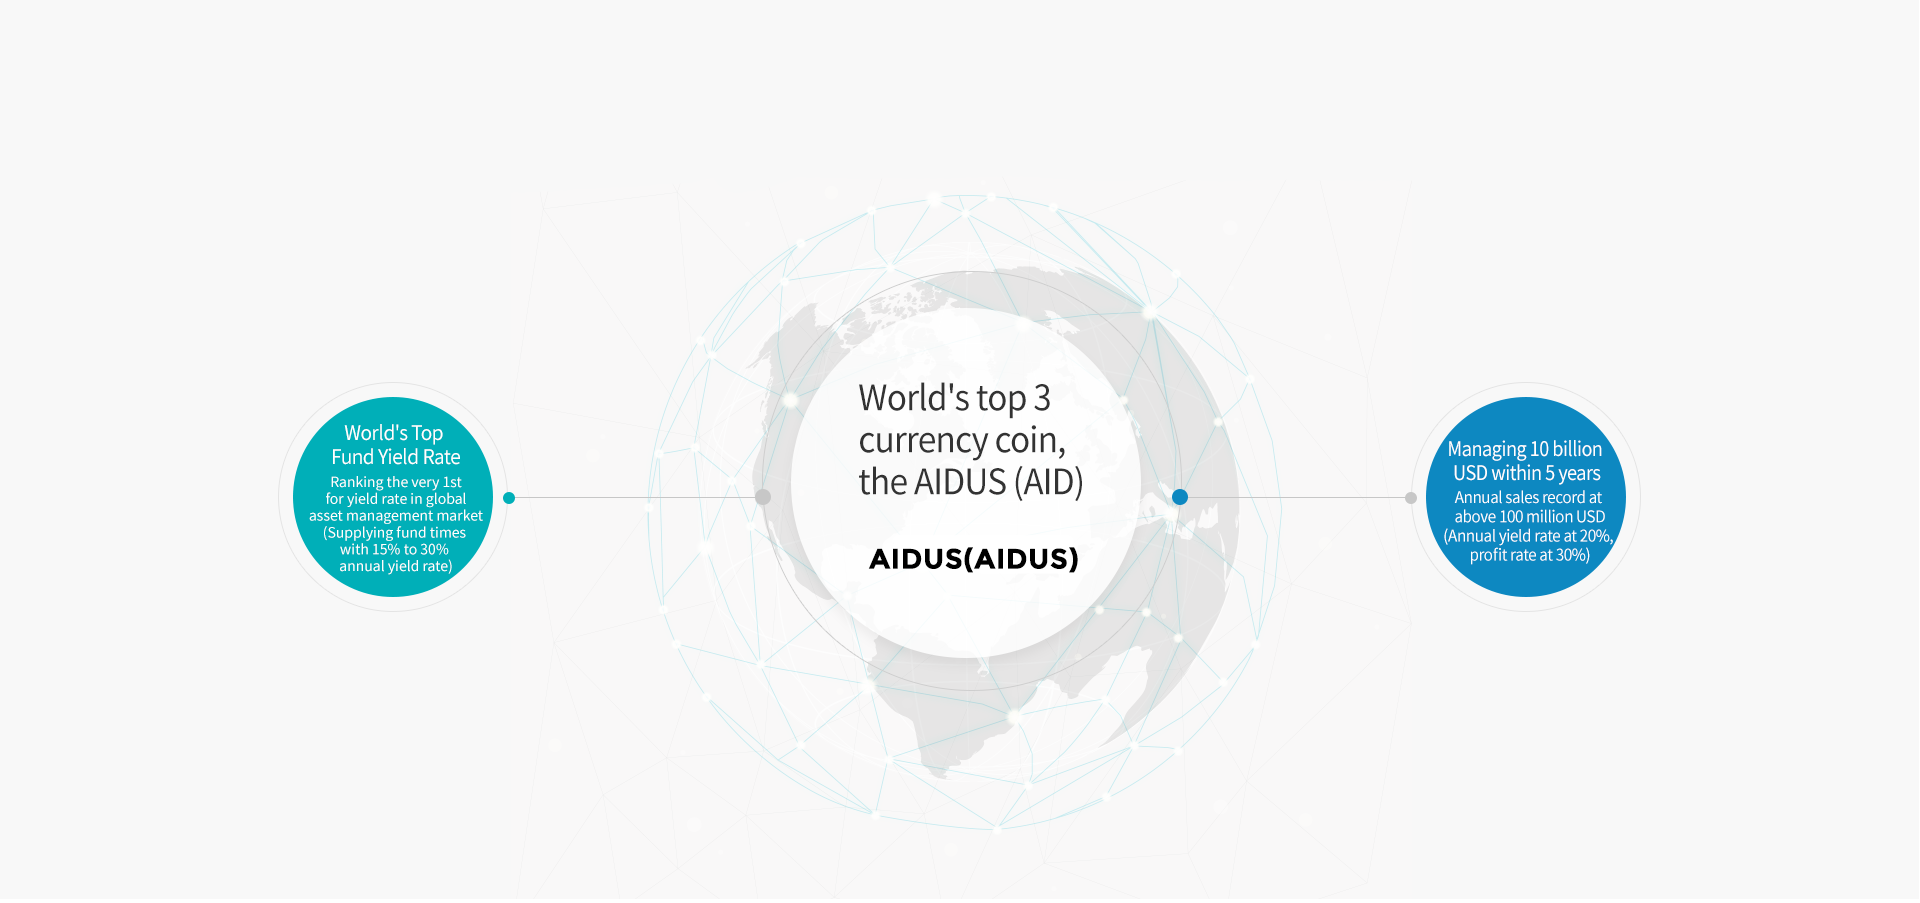 World's Top
Fund Yield Rate
Ranking the very 1st
for yield rate in global
asset management market
(Supplying fund times
with 15% to 30%
annual yield rate)
World's top 3
currency coin,
the AIDUS (AID)
AIDUS(AIDUS)
Managing 10 billion
USD within 5 years
Annual sales record at
above 100 million USD
(Annual yield rate at 20%,
profit rate at 30%)